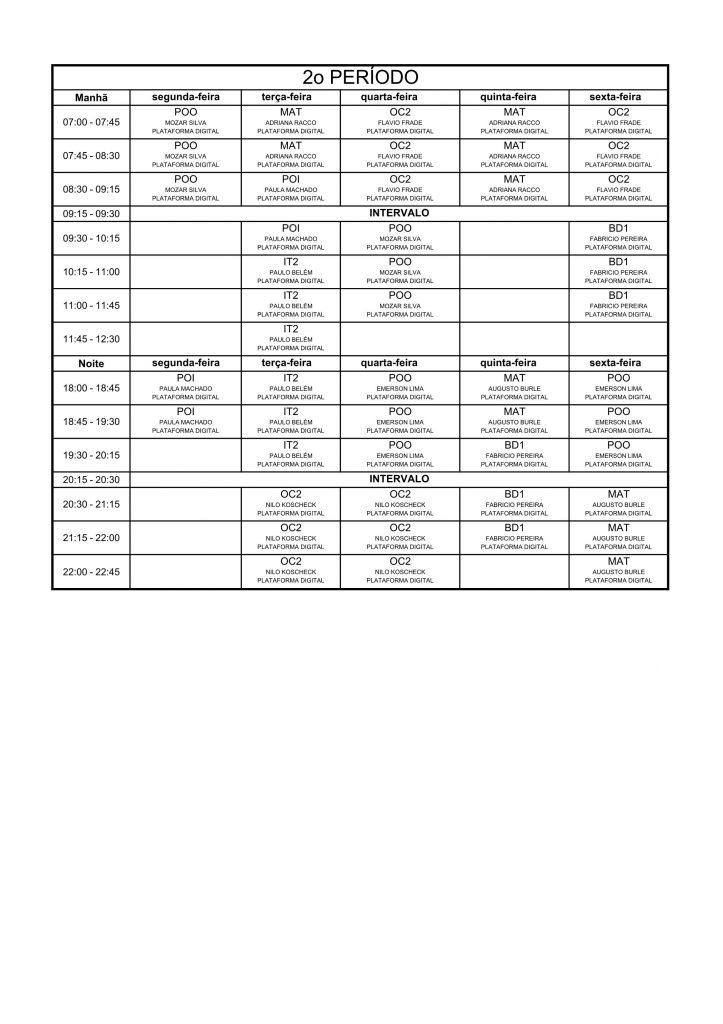 2o PERÍODO
Manhã segunda-feira terça-feira quarta-feira quinta-feira sexta-feira
POO MAT OC2 MAT OC2
07:00 - 07:45 MOZAR SILVA ADRIANA RACCO FLAVIO FRADE ADRIANA RACCO FLAVIO FRADE
PLATAFORMA DIGITAL PLATAFORMA DIGITAL PLATAFORMA DIGITAL PLATAFORMA DIGITAL PLATAFORMA DIGITAL
POO MAT OC2 MAT OC2
07:45 - 08:30 MOZAR SILVA ADRIANA RACCO FLAVIO FRADE ADRIANA RACCO FLAVIO FRADE
PLATAFORMA DIGITAL PLATAFORMA DIGITAL PLATAFORMA DIGITAL PLATAFORMA DIGITAL PLATAFORMA DIGITAL
POO POI OC2 MAT OC2
08:30 - 09:15 MOZAR SILVA PAULA MACHADO FLAVIO FRADE ADRIANA RACCO FLAVIO FRADE
PLATAFORMA DIGITAL PLATAFORMA DIGITAL PLATAFORMA DIGITAL PLATAFORMA DIGITAL PLATAFORMA DIGITAL
09:15 - 09:30 INTERVALO
POI POO BD1
09:30 - 10:15 PAULA MACHADO MOZAR SILVA FABRICIO PEREIRA
PLATAFORMA DIGITAL PLATAFORMA DIGITAL PLATAFORMA DIGITAL
IT2 POO BD1
10:15 - 11:00 PAULO BELÉM MOZAR SILVA FABRICIO PEREIRA
PLATAFORMA DIGITAL PLATAFORMA DIGITAL PLATAFORMA DIGITAL
IT2 POO BD1
11:00 - 11:45 PAULO BELÉM MOZAR SILVA FABRICIO PEREIRA
PLATAFORMA DIGITAL PLATAFORMA DIGITAL PLATAFORMA DIGITAL
IT2
11:45 - 12:30 PAULO BELÉM
PLATAFORMA DIGITAL
Noite segunda-feira terça-feira quarta-feira quinta-feira sexta-feira
POI IT2 POO MAT POO
18:00 - 18:45 PAULA MACHADO PAULO BELÉM EMERSON LIMA AUGUSTO BURLE EMERSON LIMA
PLATAFORMA DIGITAL PLATAFORMA DIGITAL PLATAFORMA DIGITAL PLATAFORMA DIGITAL PLATAFORMA DIGITAL
POI IT2 POO MAT POO
18:45 - 19:30 PAULA MACHADO PAULO BELÉM EMERSON LIMA AUGUSTO BURLE EMERSON LIMA
PLATAFORMA DIGITAL PLATAFORMA DIGITAL PLATAFORMA DIGITAL PLATAFORMA DIGITAL PLATAFORMA DIGITAL
IT2 POO BD1 POO
19:30 - 20:15 PAULO BELÉM EMERSON LIMA FABRICIO PEREIRA EMERSON LIMA
PLATAFORMA DIGITAL PLATAFORMA DIGITAL PLATAFORMA DIGITAL PLATAFORMA DIGITAL
20:15 - 20:30 INTERVALO
OC2 OC2 BD1 MAT
20:30 - 21:15 NILO KOSCHECK NILO KOSCHECK FABRICIO PEREIRA AUGUSTO BURLE
PLATAFORMA DIGITAL PLATAFORMA DIGITAL PLATAFORMA DIGITAL PLATAFORMA DIGITAL
OC2 OC2 BD1 MAT
21:15 - 22:00 NILO KOSCHECK NILO KOSCHECK FABRICIO PEREIRA AUGUSTO BURLE
PLATAFORMA DIGITAL PLATAFORMA DIGITAL PLATAFORMA DIGITAL PLATAFORMA DIGITAL
OC2 OC2 MAT
22:00 - 22:45 NILO KOSCHECK NILO KOSCHECK AUGUSTO BURLE
PLATAFORMA DIGITAL PLATAFORMA DIGITAL PLATAFORMA DIGITAL